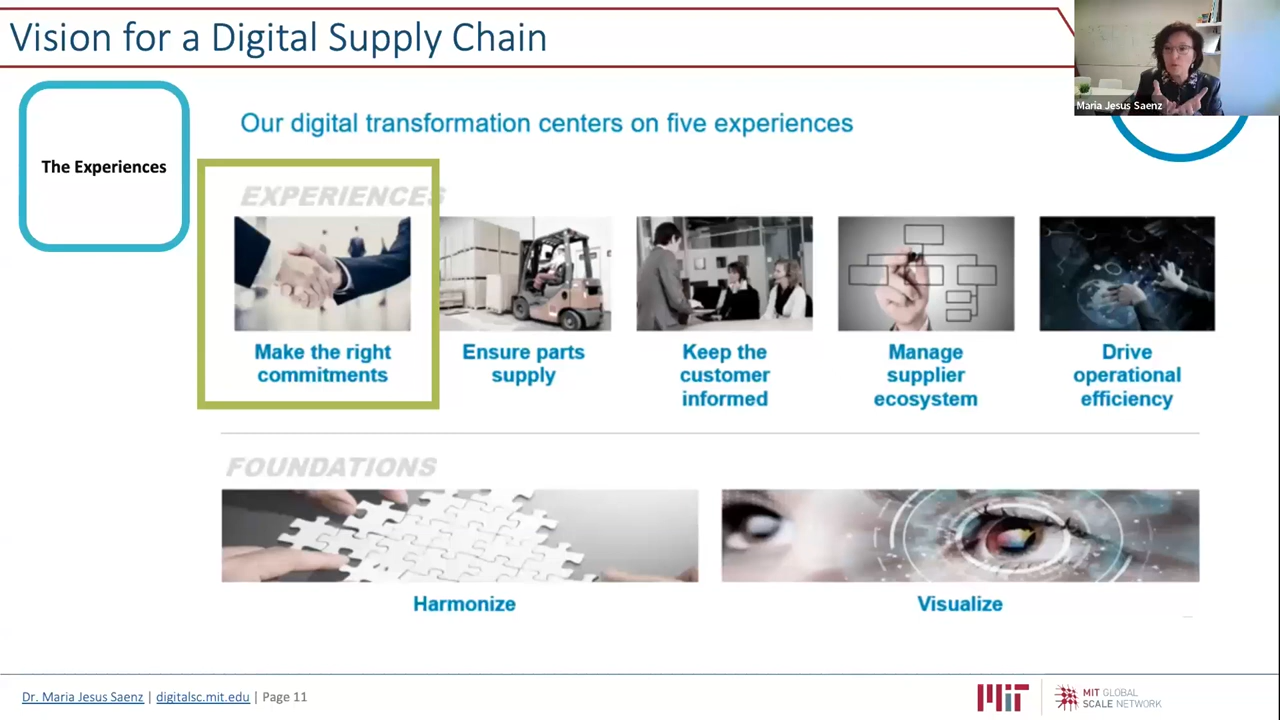 Vision for a Digital Supply Chain
Maria Jesus Saenz
The Experiences
Our digital transformation centers on five experiences
EXPERIENCES
Make the right
commitments
Ensure parts
supply
Keep the
customer
informed
Manage
supplier
ecosystem
Drive
operational
efficiency
FOUNDATIONS
Harmonize
Visualize
Dr. Maria Jesus Saenz | digitalsc.mit.edu | Page 11
MIT
MIT GLOBAL
SCALE NETWORK